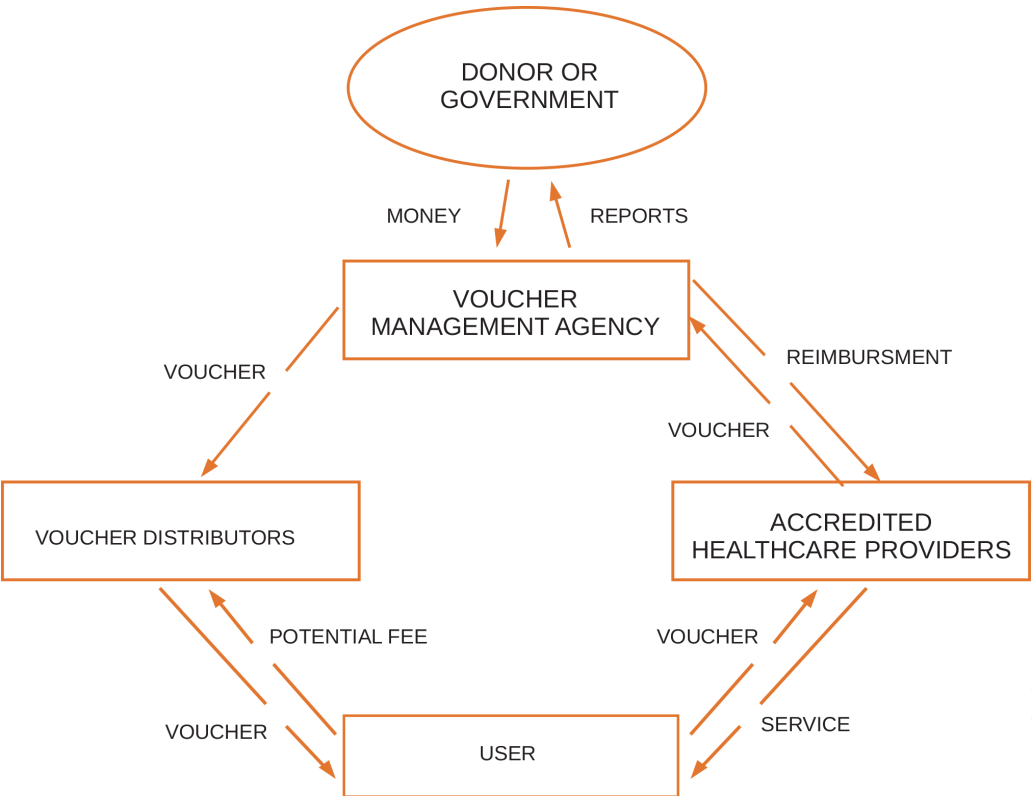 DONOR OR
GOVERNMENT
MONEY
REPORTS
VOUCHER
MANAGEMENT AGENCY
REIMBURSMENT
VOUCHER
VOUCHER
VOUCHER DISTRIBUTORS
ACCREDITED
HEALTHCARE PROVIDERS
POTENTIAL FEE
VOUCHER
VOUCHER
SERVICE
USER